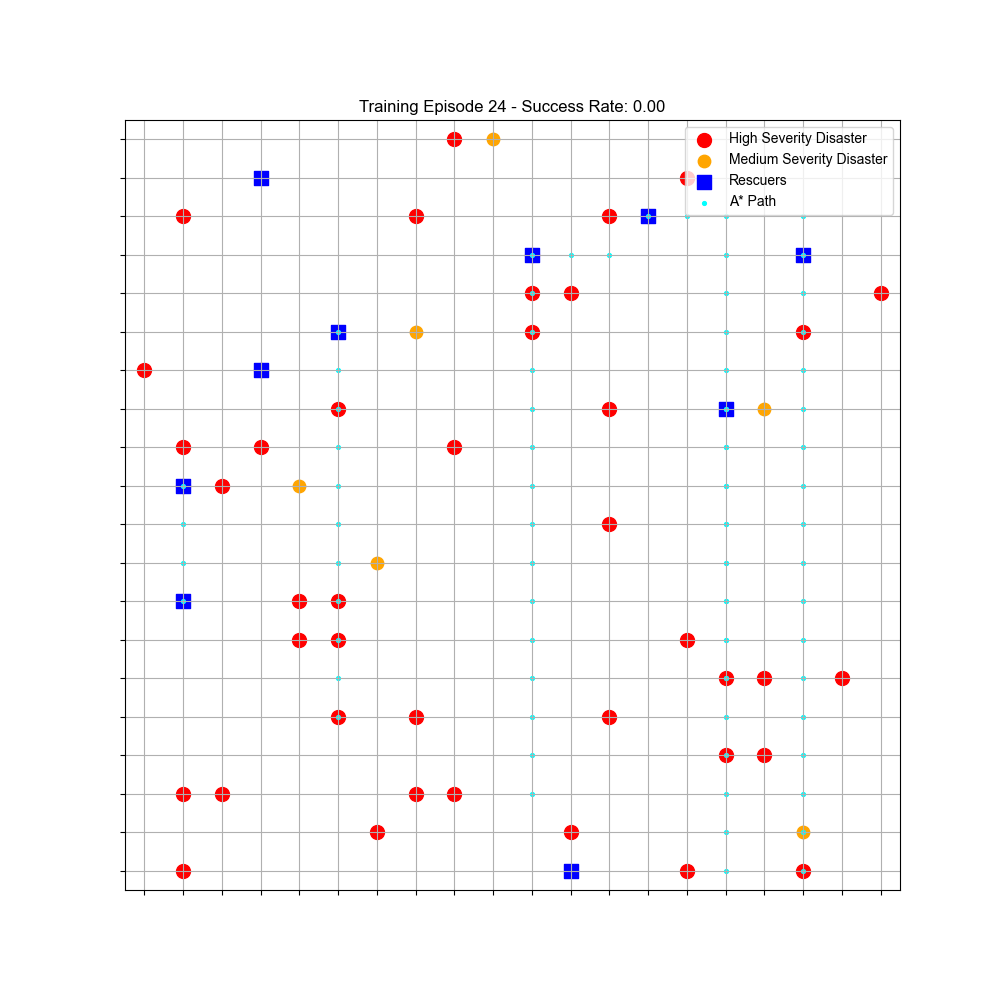 Training Episode 24 - Success Rate: 0.00
High Severity Disaster
Medium Severity Disaster
Rescuers
A* Path